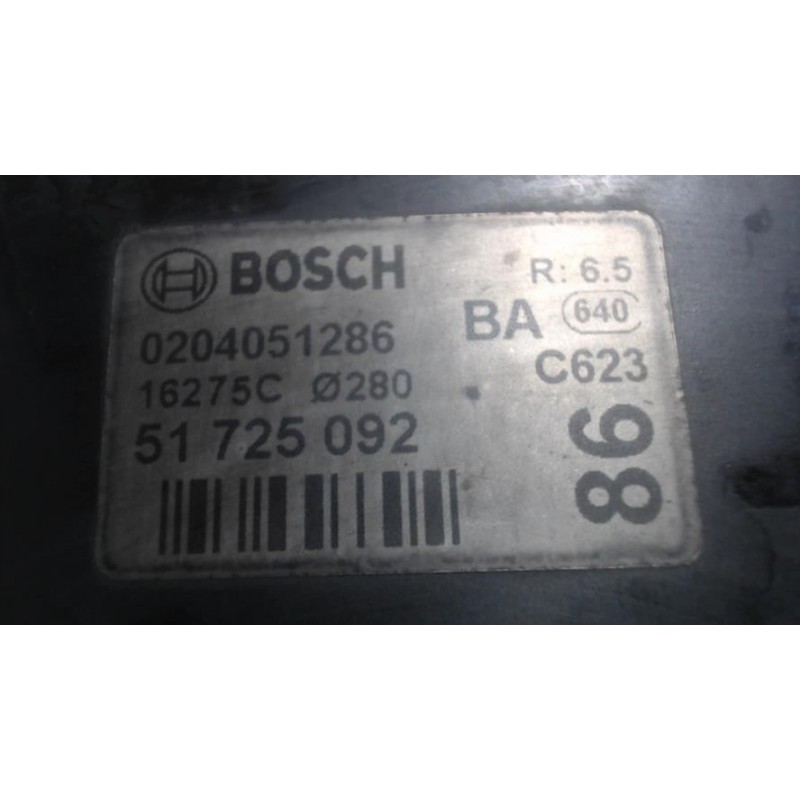 BOSCH
R: 6.5
BA 640
0204051286
C623
16275C Ø280
51 725 092
86